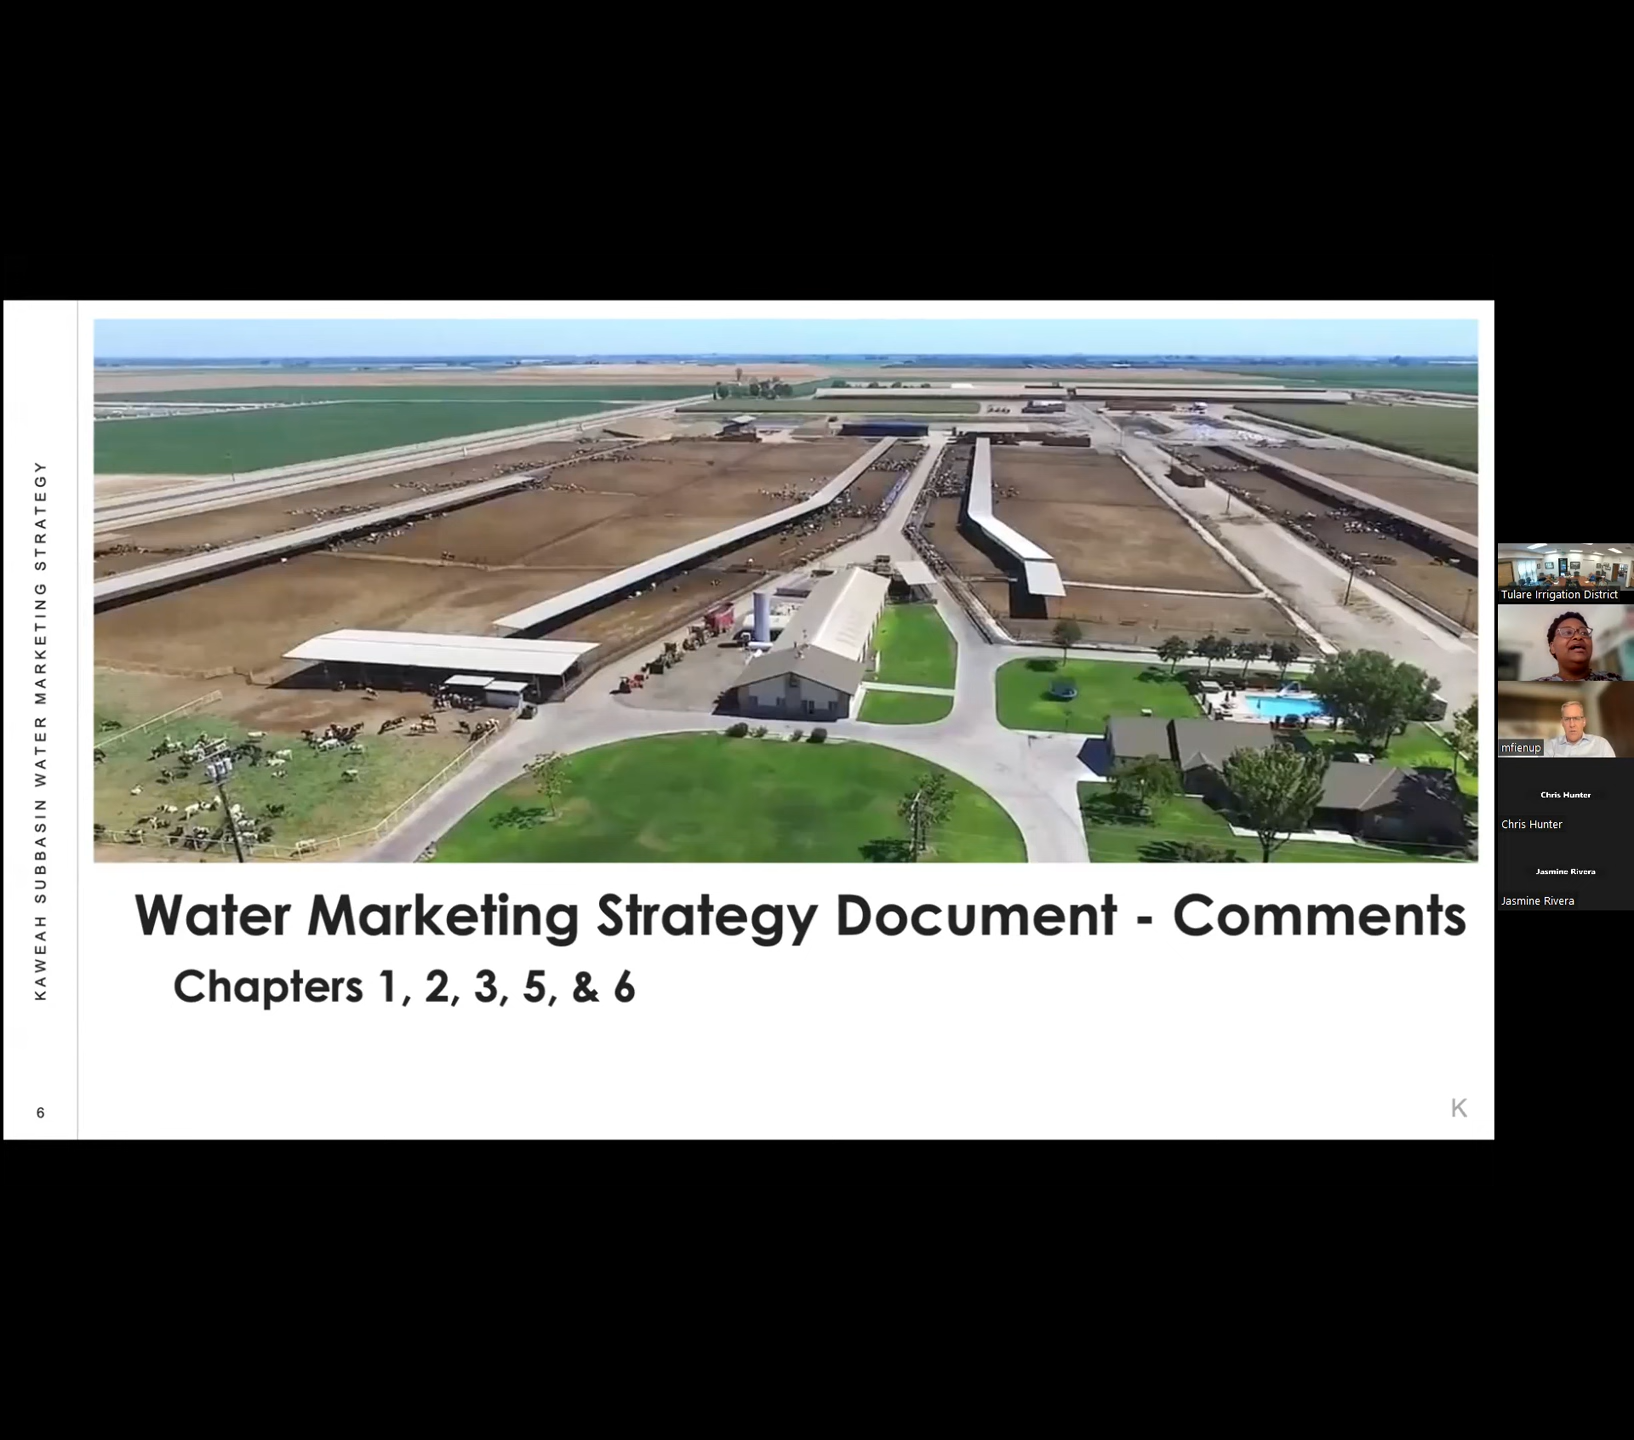 KAWEAH SUBBASIN WATER MARKETING STRATEGY
Water Marketing Strategy Document - Comments
Chapters 1, 2, 3, 5, & 6
6
K
Tulare Irrigation District
mfienup
Chris Hunter
Chris Hunter
Jasmine Rivera
Jasmine Rivera